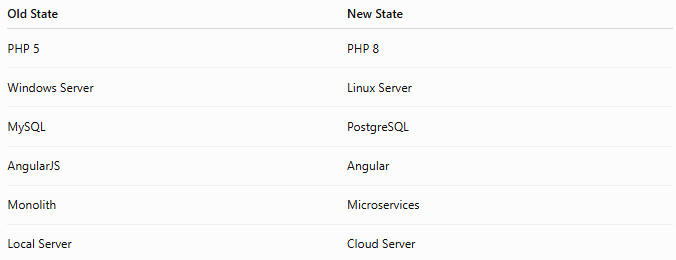 Old State New State
PHP 5 PHP 8
Windows Server Linux Server
MySQL PostgreSQL
AngularJS Angular
Monolith Microservices
Local Server Cloud Server